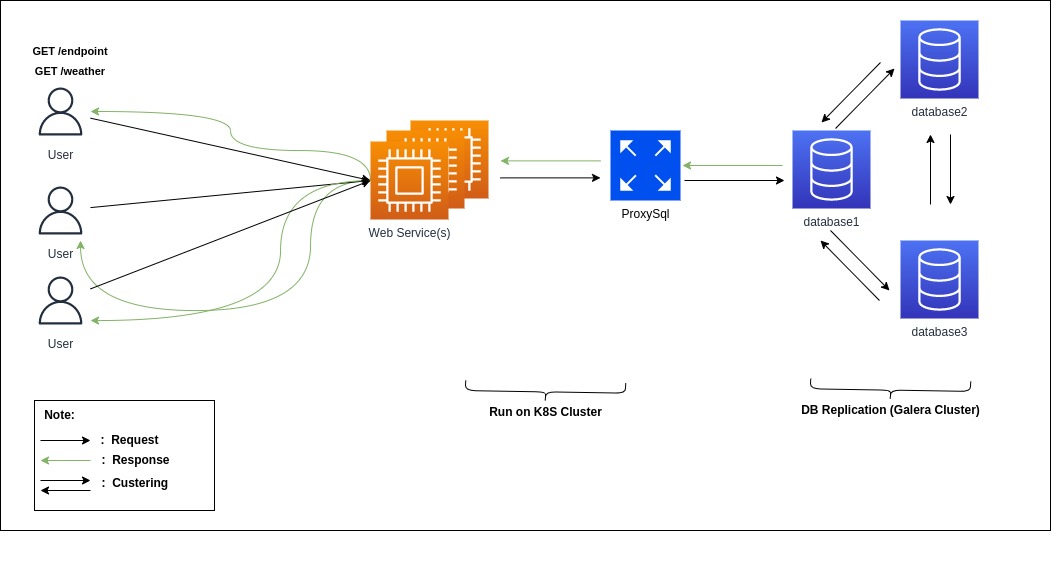 GET /endpoint
GET /weather
User
User
User
Web Service(s)
ProxySql
database1
database2
database3
Run on K8S Cluster
DB Replication (Galera Cluster)
Note:
: Request
: Response
: Custering